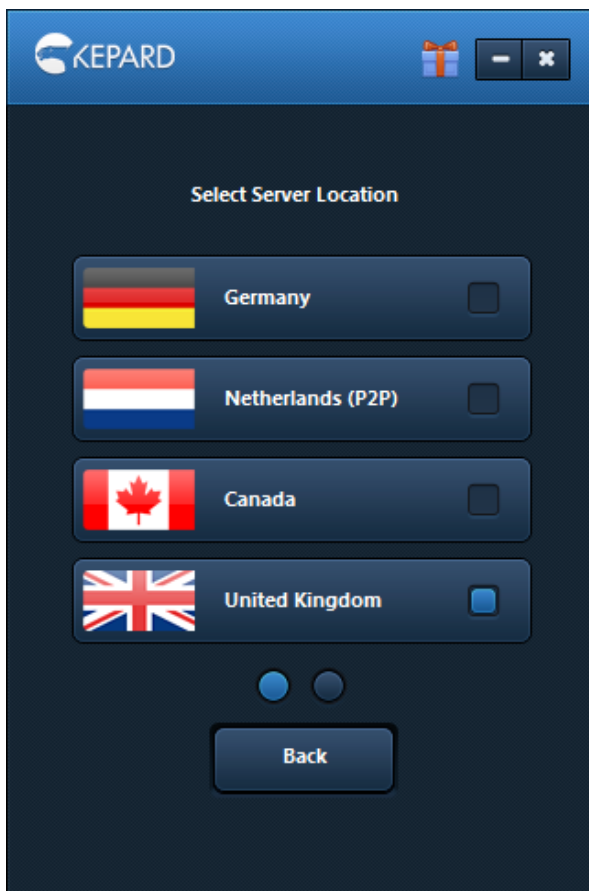 KEPARD
Select Server Location
Germany
Netherlands (P2P)
Canada
United Kingdom
Back